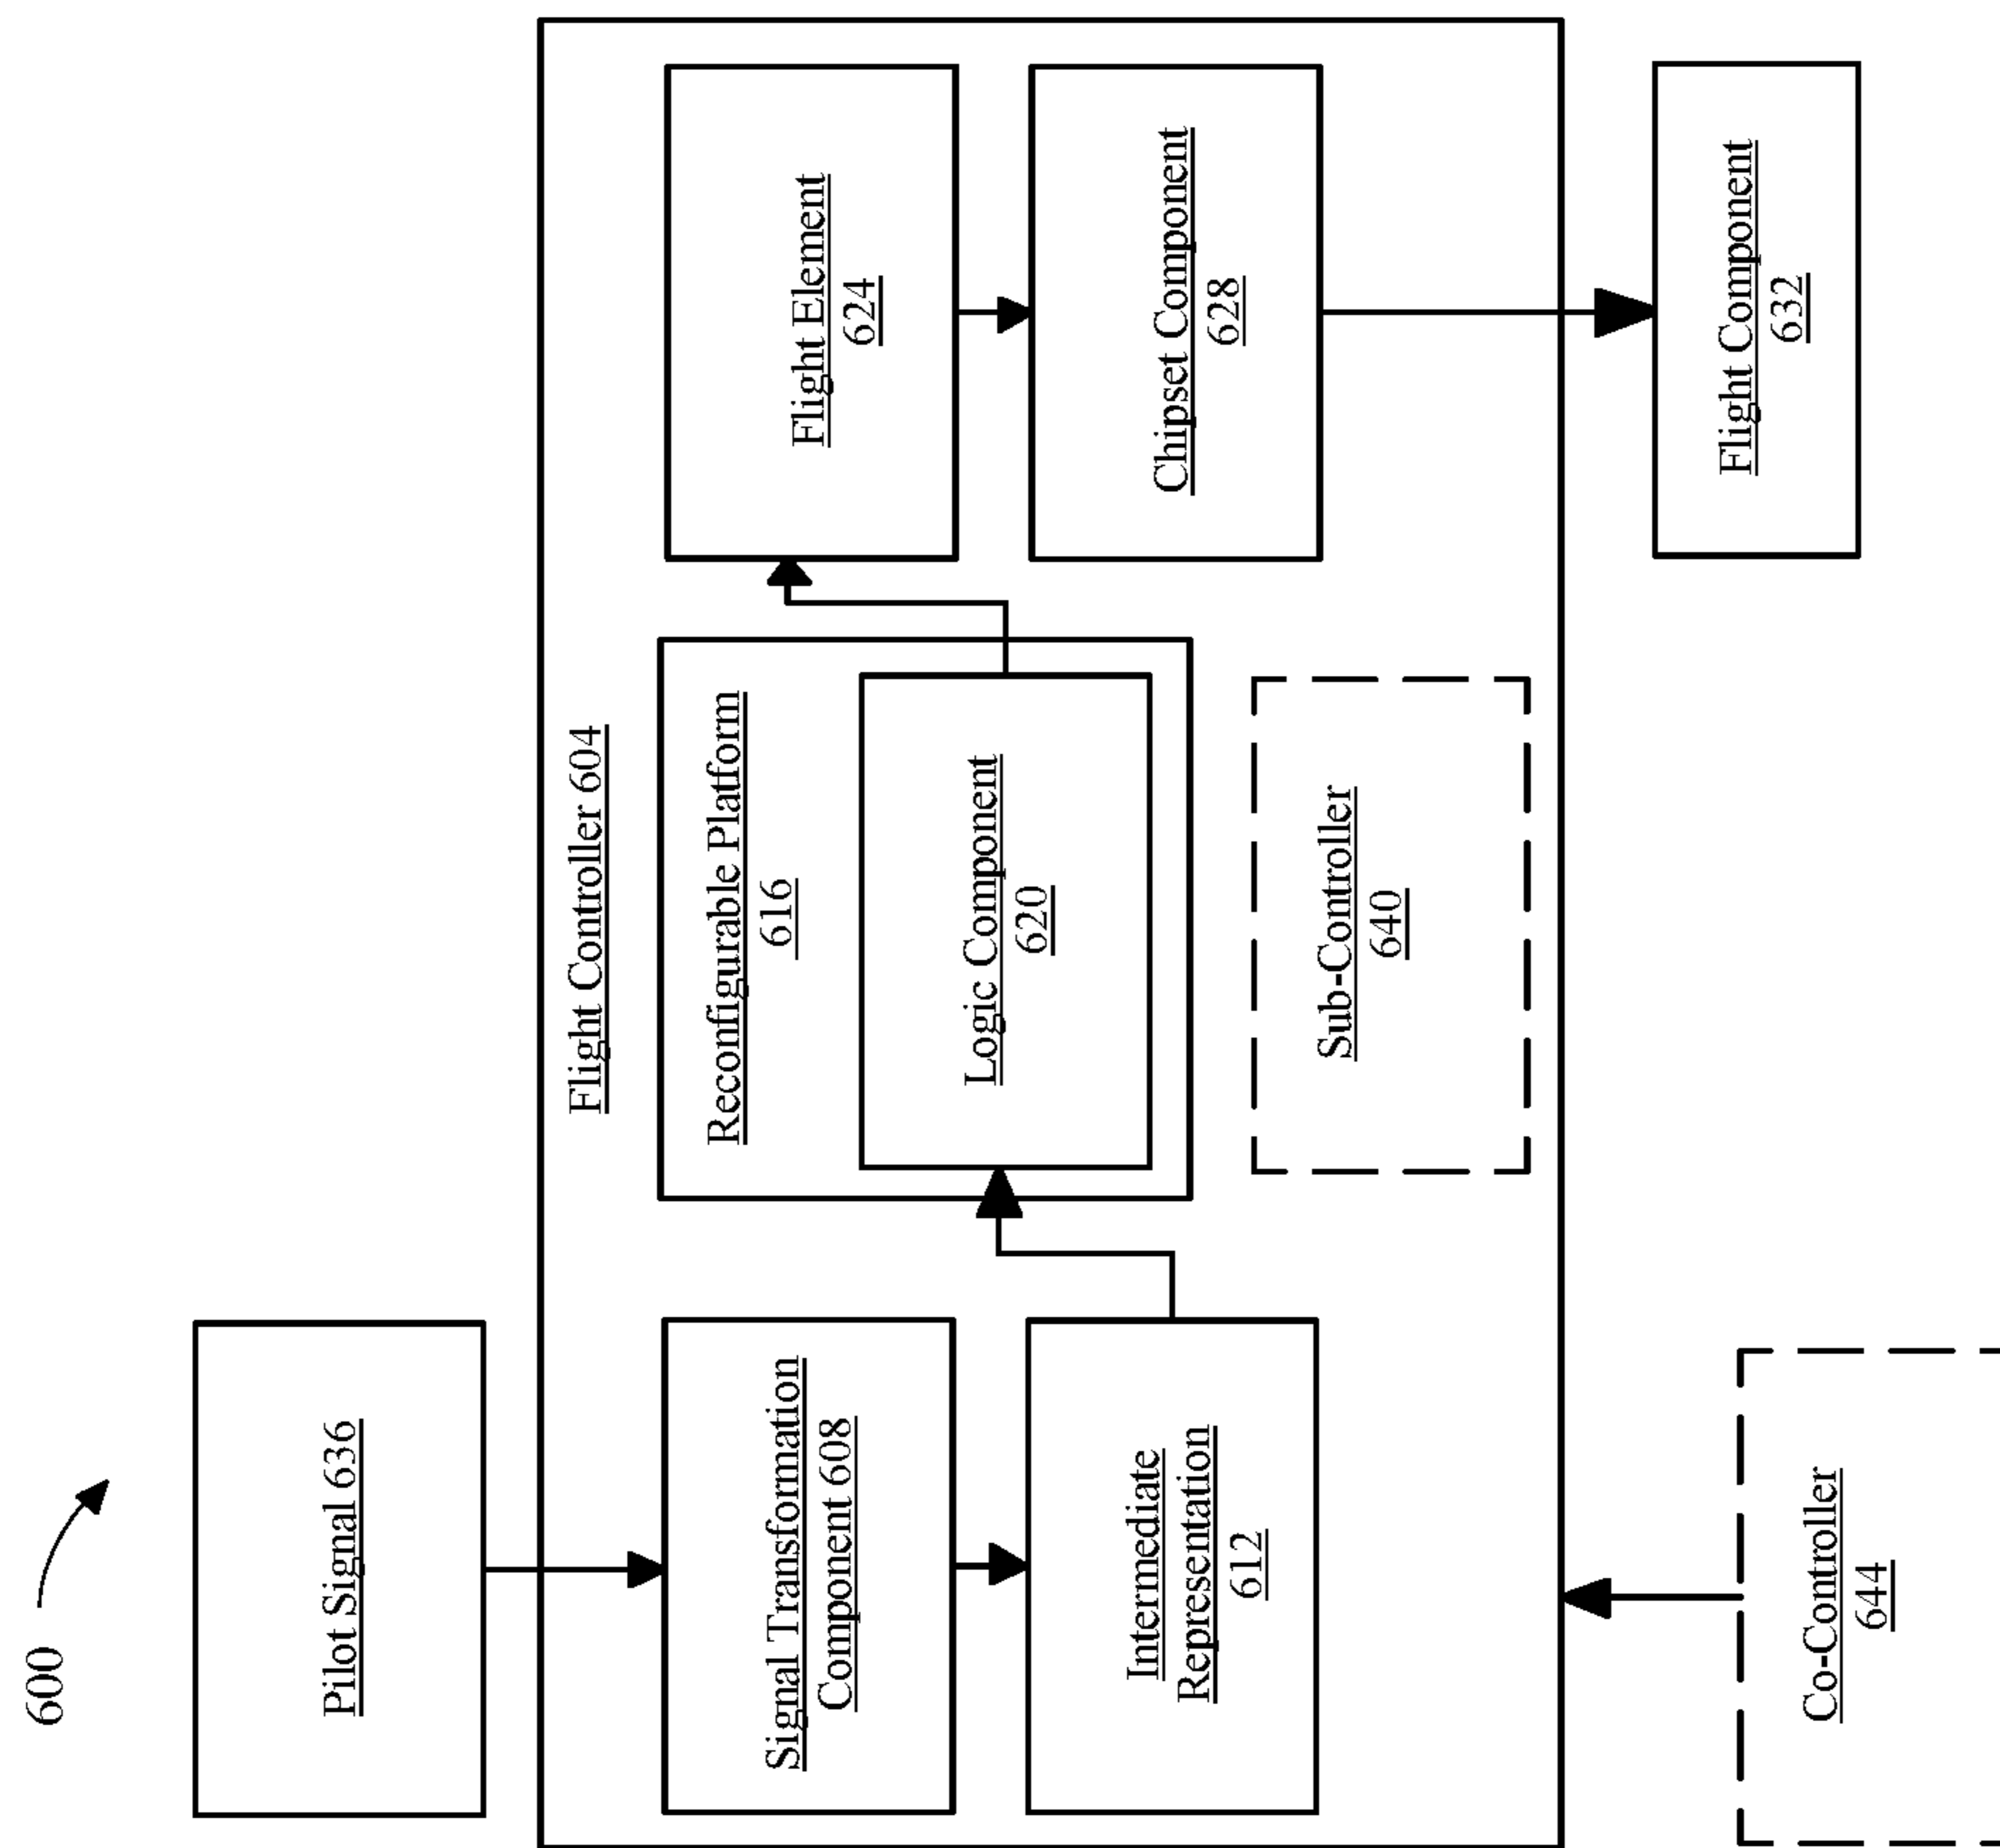 600
Pilot Signal 636
Flight Controller 604
Signal Transformation
Component 608
Intermediate
Representation
612
Reconfigurable Platform
616
Logic Component
620
Sub-Controller
640
Flight Element
624
Chipset Component
628
Co-Controller
644
Flight Component
632